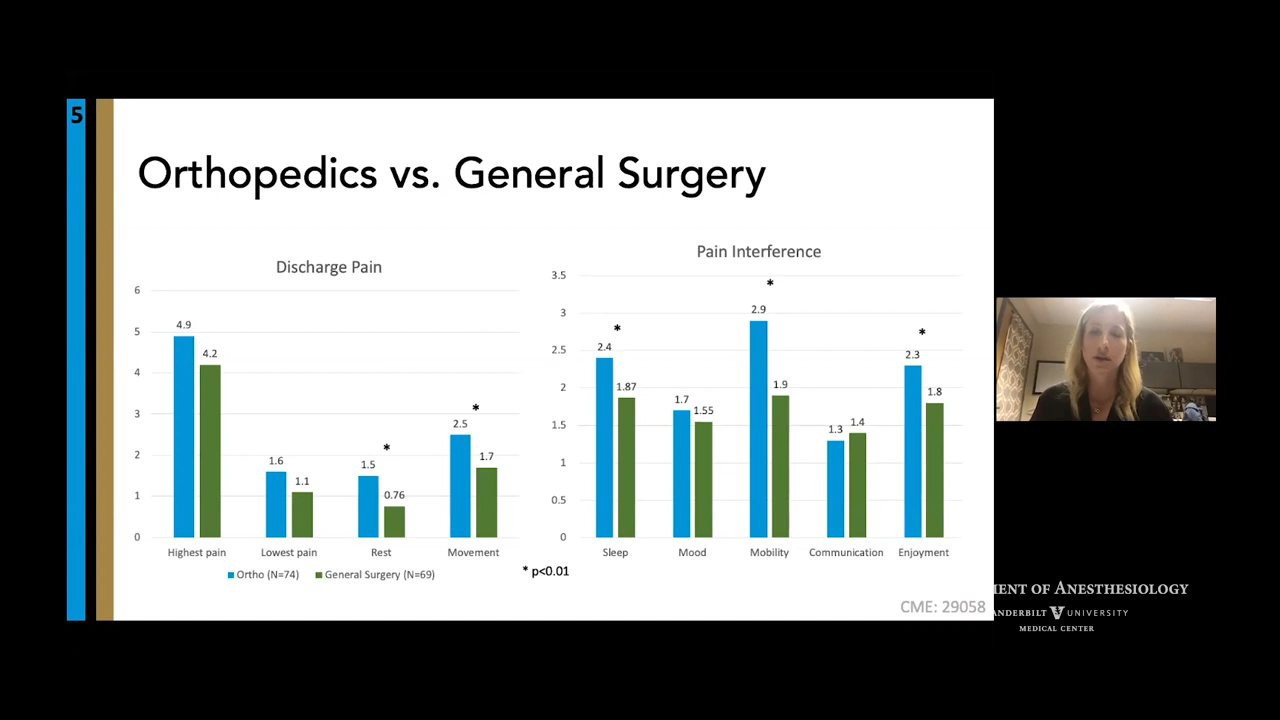 5
Orthopedics vs. General Surgery
Discharge Pain
6
5
4
3
2
1
0
4.9
4.2
1.6
1.1
1.5
0.76
*
2.5
1.7
*
Highest pain
Lowest pain
Rest
Movement
Ortho (N=74)
General Surgery (N=69)
Pain Interference
3.5
3
2.5
2
1.5
1
0.5
0
2.4
1.87
*
1.7
1.55
2.9
1.9
*
1.3
1.4
2.3
1.8
*
Sleep
Mood
Mobility
Communication
Enjoyment
* p<0.01
CME: 29058
MENT OF ANESTHESIOLOGY
ANDERBILT V UNIVERSITY
MEDICAL CENTER